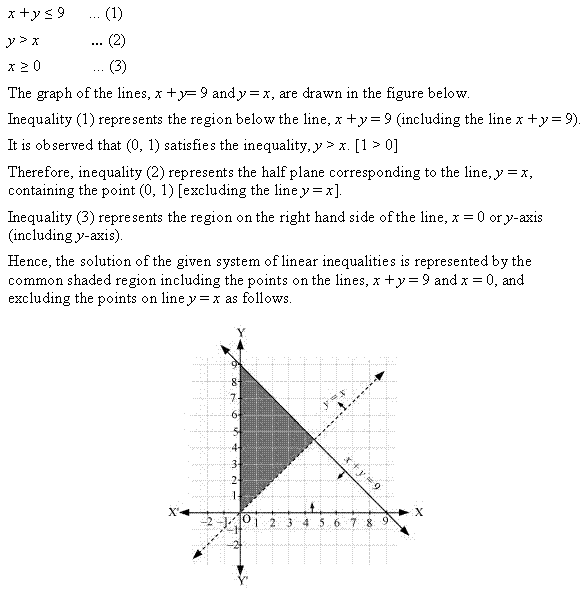 x + y ≤ 9 ... (1)
y > x ... (2)
x ≥ 0 ... (3)
The graph of the lines, x + y= 9 and y = x, are drawn in the figure below.
Inequality (1) represents the region below the line, x + y = 9 (including the line x + y = 9).
It is observed that (0, 1) satisfies the inequality, y > x. [1 > 0]
Therefore, inequality (2) represents the half plane corresponding to the line, y = x,
containing the point (0, 1) [excluding the line y = x].
Inequality (3) represents the region on the right hand side of the line, x = 0 or y-axis
(including y-axis).
Hence, the solution of the given system of linear inequalities is represented by the
common shaded region including the points on the lines, x + y = 9 and x = 0, and
excluding the points on line y = x as follows.
Y
9
8
7
6
5
4
3
2
1
y = x
x + y = 9
X' -2 -1 O 1 2 3 4 5 6 7 8 9 X
-1
-2
Y'